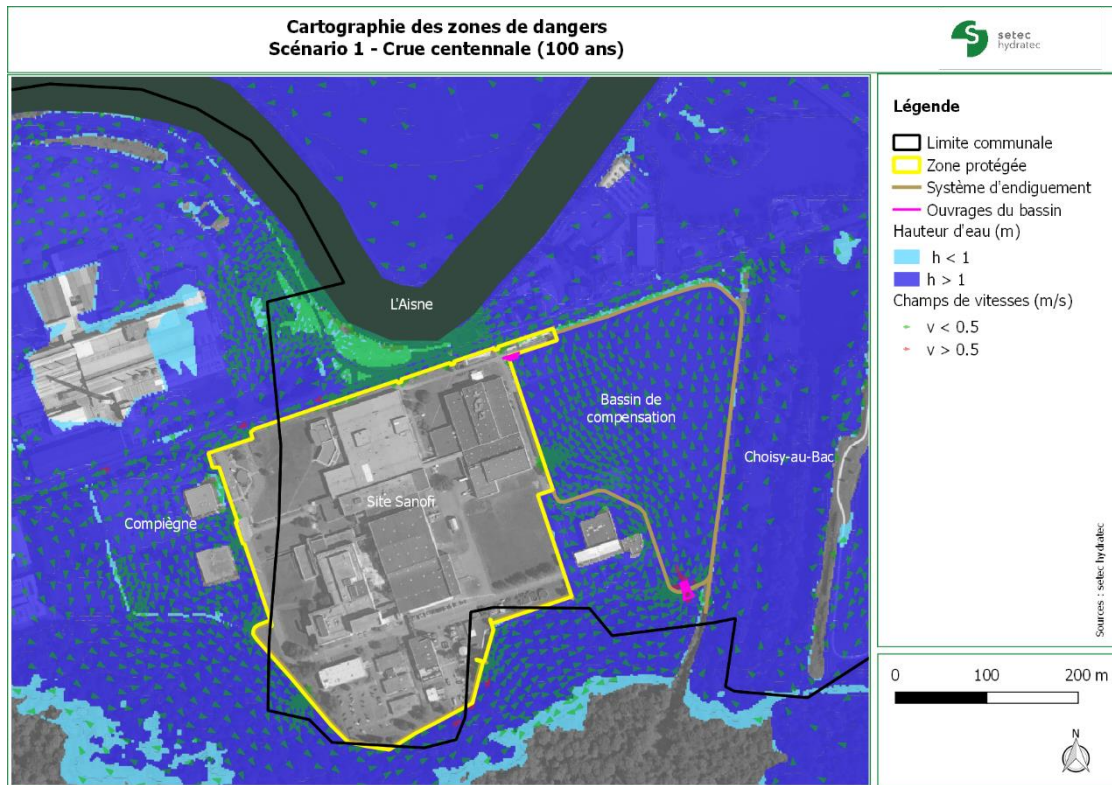 Cartographie des zones de dangers
Scénario 1 - Crue centennale (100 ans)
setec
hydratec
L'Aisne
Bassin de
compensation
Choisy-au-Bac
Site Sanofi
Compiègne
Légende
Limite communale
Zone protégée
Système d'endiguement
Ouvrages du bassin
Hauteur d'eau (m)
h < 1
h > 1
Champs de vitesses (m/s)
v < 0.5
v > 0.5
Sources : setec hydratec
0 100 200 m
N